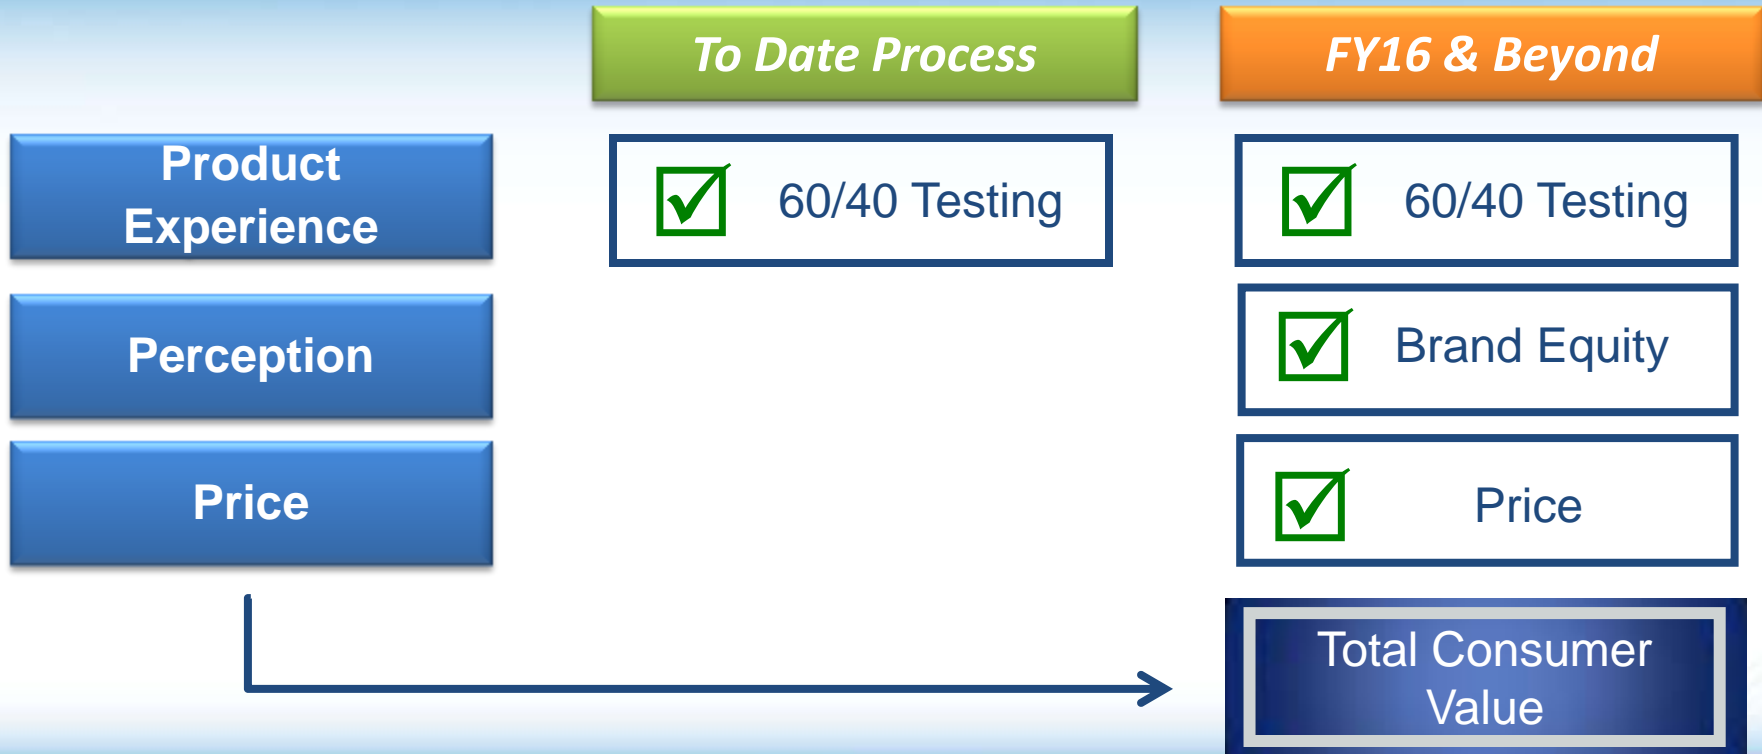 To Date Process
FY16 & Beyond
Product
Experience
60/40 Testing
60/40 Testing
Perception
Brand Equity
Price
Price
Total Consumer
Value